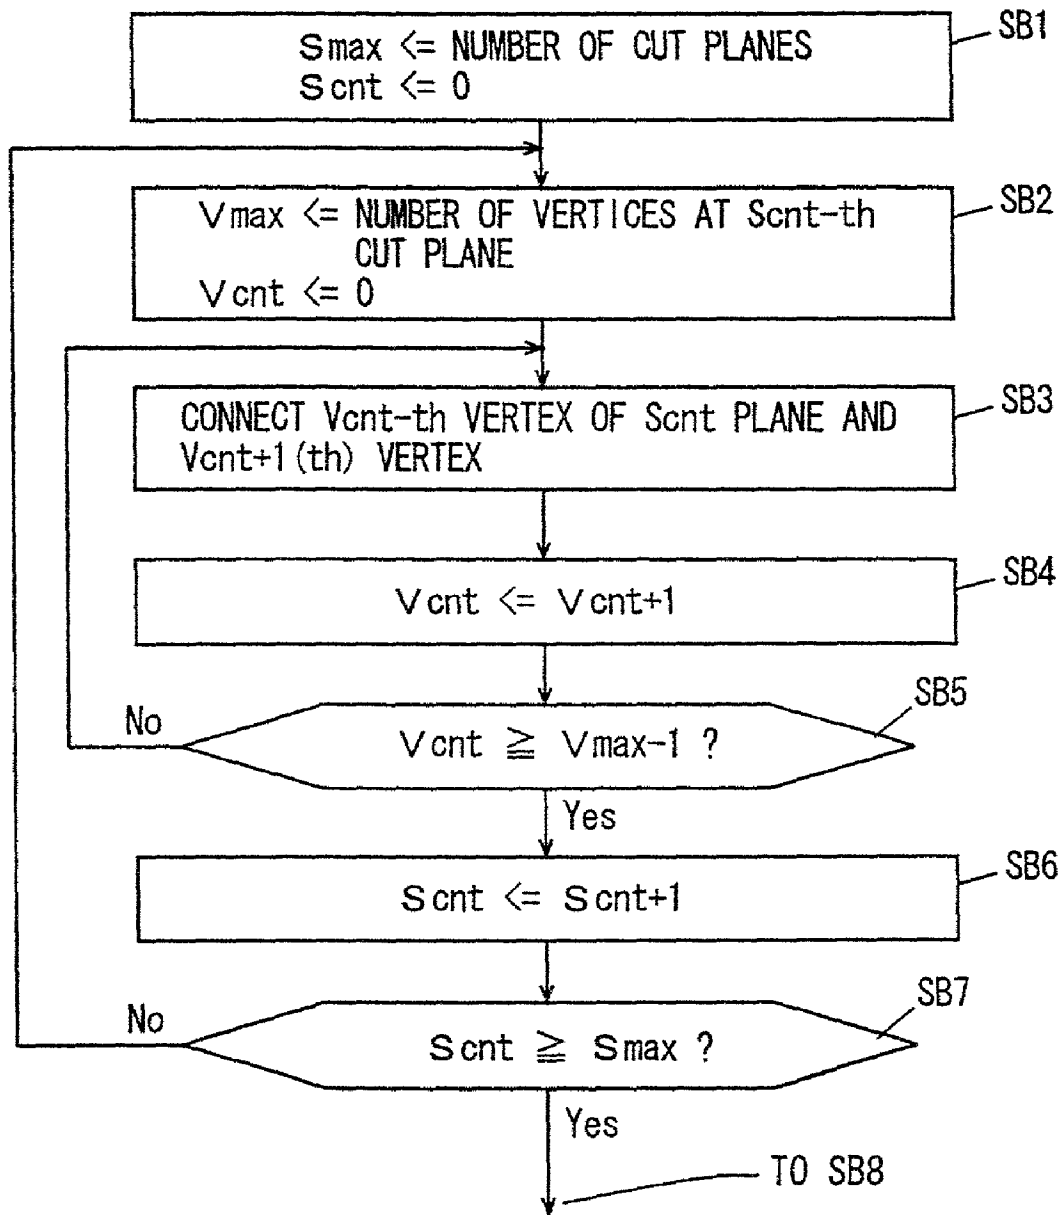 Smax <= NUMBER OF CUT PLANES
Scnt <= 0
SB1
Vmax <= NUMBER OF VERTICES AT Scnt-th
CUT PLANE
Vcnt <= 0
SB2
CONNECT Vcnt-th VERTEX OF Scnt PLANE AND
Vcnt+1(th) VERTEX
SB3
Vcnt <= Vcnt+1
SB4
Vcnt ≧ Vmax-1 ?
SB5
No
Yes
Scnt <= Scnt+1
SB6
Scnt ≧ Smax ?
SB7
No
Yes
TO SB8